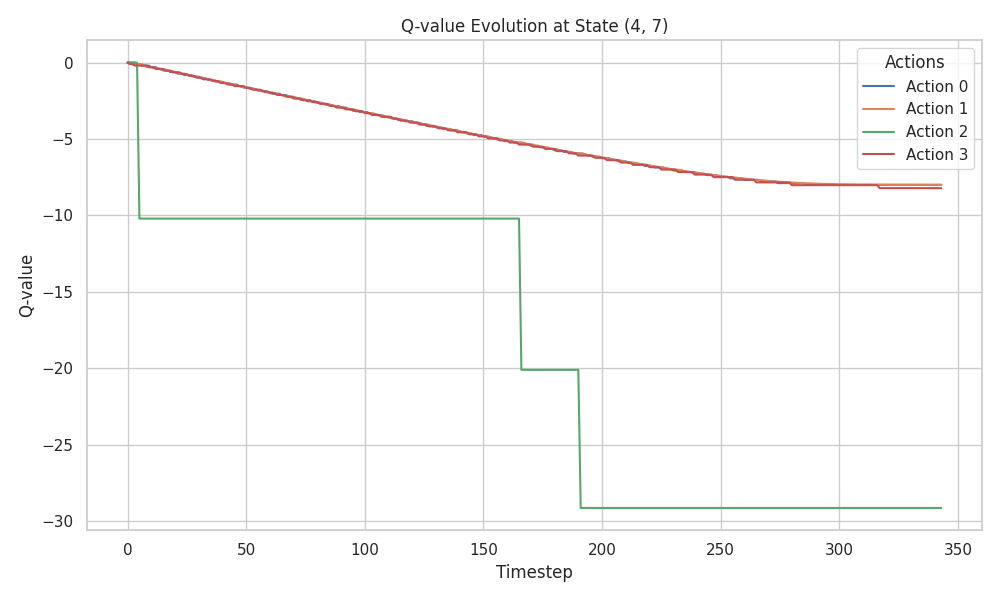 Q-value Evolution at State (4, 7)
Actions
Action 0
Action 1
Action 2
Action 3
Q-value
0
−5
−10
−15
−20
−25
−30
0 50 100 150 200 250 300 350
Timestep